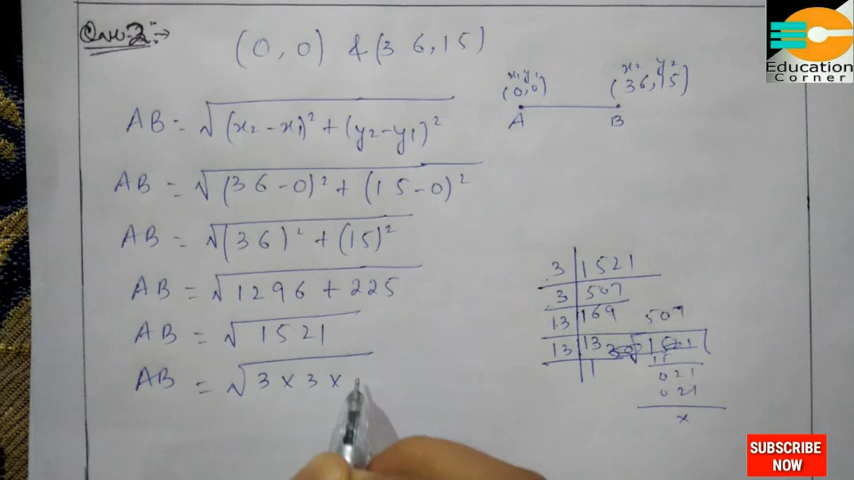 Ques-2:→
(0,0) & (36,15)
Education
Corner
x₁ y₁
(0,0)
x₂ y₂
(36,15)
A B
AB = √(x₂-x₁)² + (y₂-y₁)²
AB = √(36-0)² + (15-0)²
AB = √(36)² + (15)²
AB = √1296 + 225
AB = √1521
AB = √3×3×
3 | 1521
3 | 507
13 | 169
13 | 13
1
507
021
021
x
SUBSCRIBE
NOW